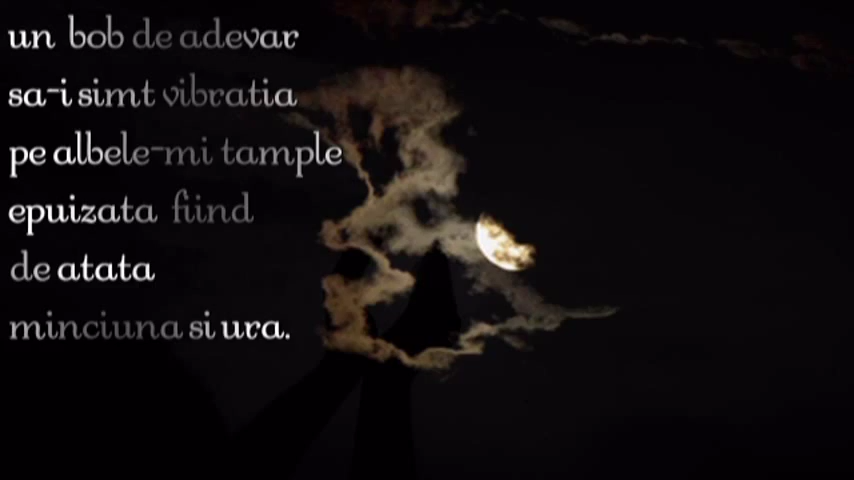 un bob de adevar
sa-i simt vibratia
pe albele-mi tample
epuizata fiind
de atata
minciuna si ura.